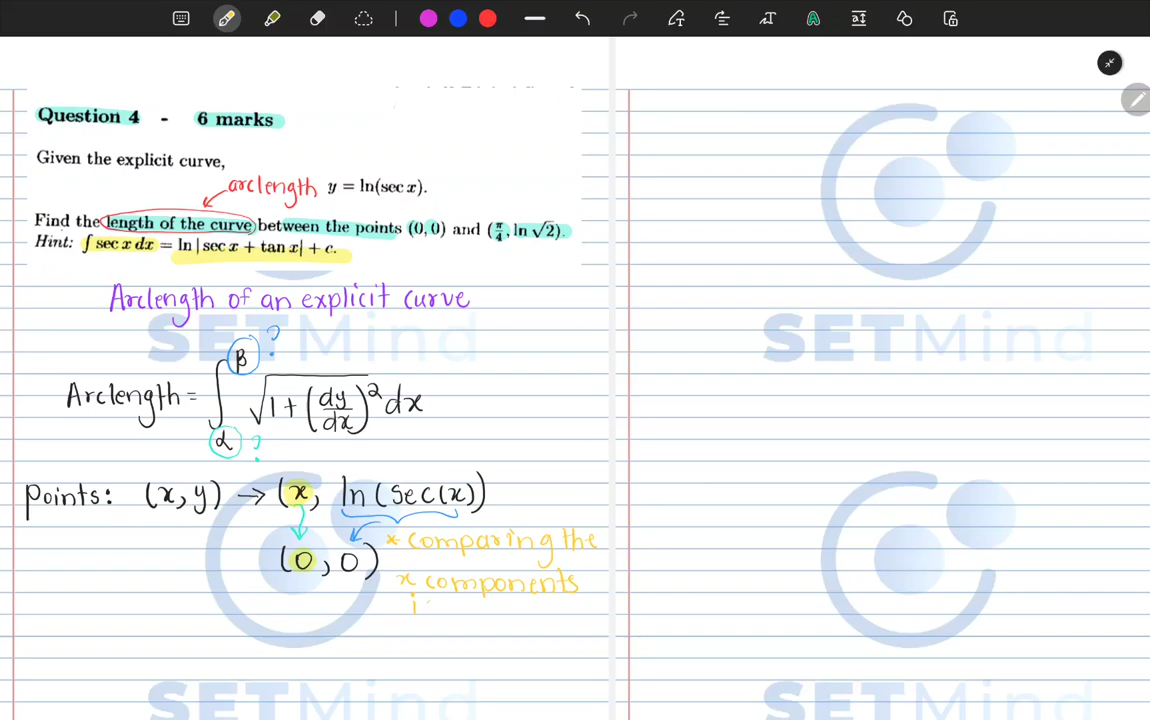 Question 4 - 6 marks
Given the explicit curve,
arclength
y = ln(sec x).
Find the length of the curve between the points (0, 0) and (π/4, ln √2).
Hint: ∫ sec x dx = ln | sec x + tan x| + c.
Arclength of an explicit curve
Arclength = ∫_α^β √(1 + (dy/dx)²) dx
? ?
points: (x, y) → (x, ln(sec(x)))
(0, 0)
* comparing the
x components
i
SETMind
SETMind
SETMind
SETMind